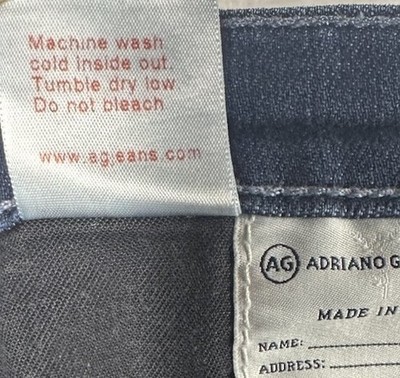 Machine wash
cold inside out.
Tumble dry low
Do not bleach
www.agjeans.com
AG ADRIANO G
MADE IN
NAME:
ADDRESS: